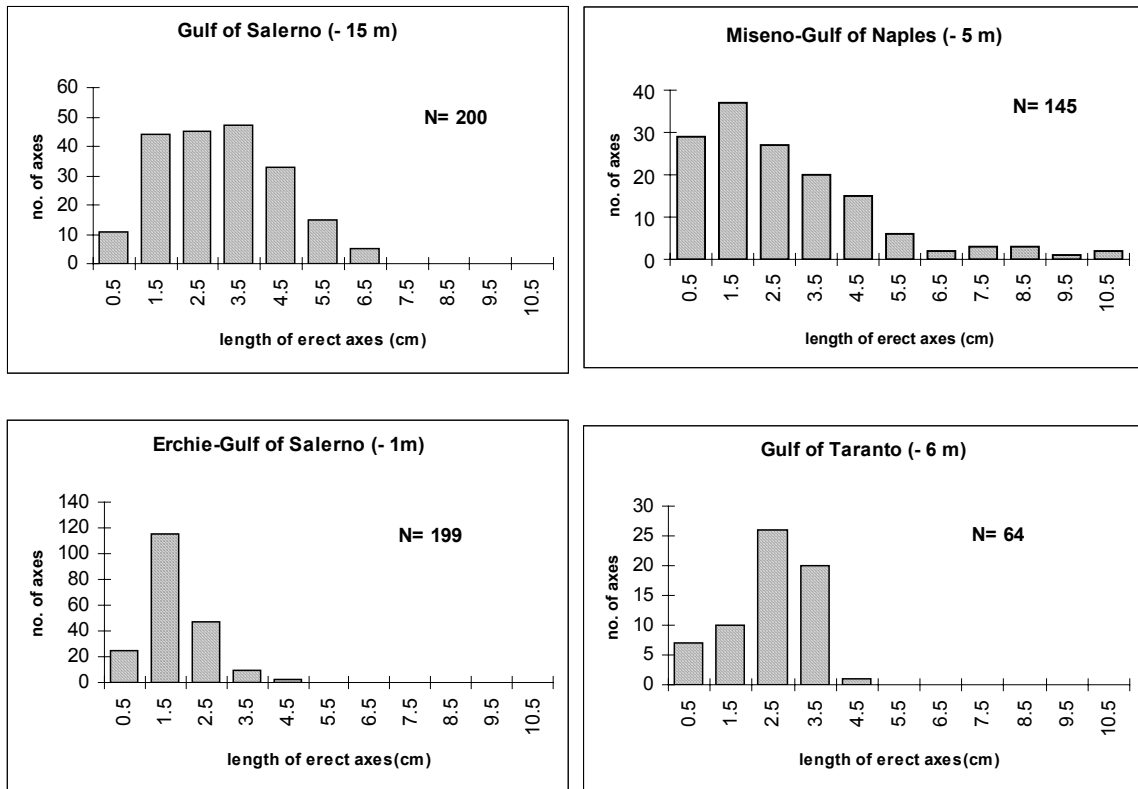 Gulf of Salerno (- 15 m)
60
50
40
30
20
10
0
no. of axes
N= 200
0.5 1.5 2.5 3.5 4.5 5.5 6.5 7.5 8.5 9.5 10.5
length of erect axes (cm)
Miseno-Gulf of Naples (- 5 m)
40
30
20
10
0
no. of axes
N= 145
0.5 1.5 2.5 3.5 4.5 5.5 6.5 7.5 8.5 9.5 10.5
length of erect axes (cm)
Erchie-Gulf of Salerno (- 1m)
140
120
100
80
60
40
20
0
no. of axes
N= 199
0.5 1.5 2.5 3.5 4.5 5.5 6.5 7.5 8.5 9.5 10.5
length of erect axes(cm)
Gulf of Taranto (- 6 m)
30
25
20
15
10
5
0
no. of axes
N= 64
0.5 1.5 2.5 3.5 4.5 5.5 6.5 7.5 8.5 9.5 10.5
length of erect axes(cm)